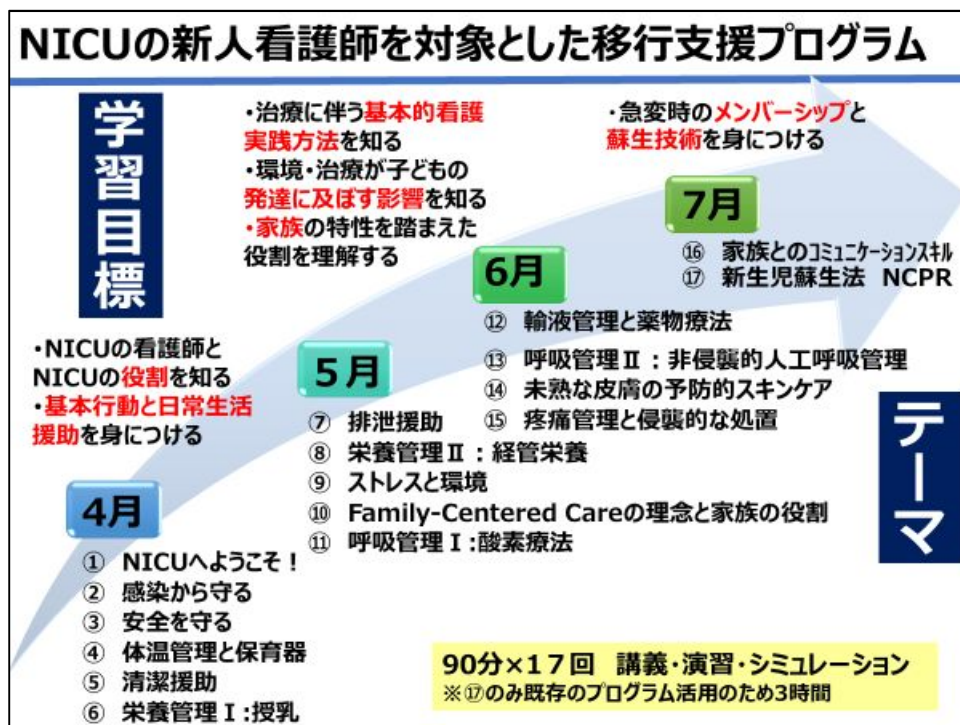 NICUの新人看護師を対象とした移行支援プログラム
学習目標
・治療に伴う基本的看護
実践方法を知る
・環境・治療が子どもの
発達に及ぼす影響を知る
・家族の特性を踏まえた
役割を理解する
・急変時のメンバーシップと
蘇生技術を身につける
7月
⑯ 家族とのコミュニケーションスキル
⑰ 新生児蘇生法 NCPR
6月
⑫ 輸液管理と薬物療法
⑬ 呼吸管理Ⅱ：非侵襲的人工呼吸管理
⑭ 未熟な皮膚の予防的スキンケア
⑮ 疼痛管理と侵襲的な処置
・NICUの看護師と
NICUの役割を知る
・基本行動と日常生活
援助を身につける
5月
⑦ 排泄援助
⑧ 栄養管理Ⅱ：経管栄養
⑨ ストレスと環境
⑩ Family-Centered Careの理念と家族の役割
⑪ 呼吸管理Ⅰ:酸素療法
テーマ
4月
① NICUへようこそ！
② 感染から守る
③ 安全を守る
④ 体温管理と保育器
⑤ 清潔援助
⑥ 栄養管理Ⅰ:授乳
90分×１７回 講義・演習・シミュレーション
※⑰のみ既存のプログラム活用のため3時間